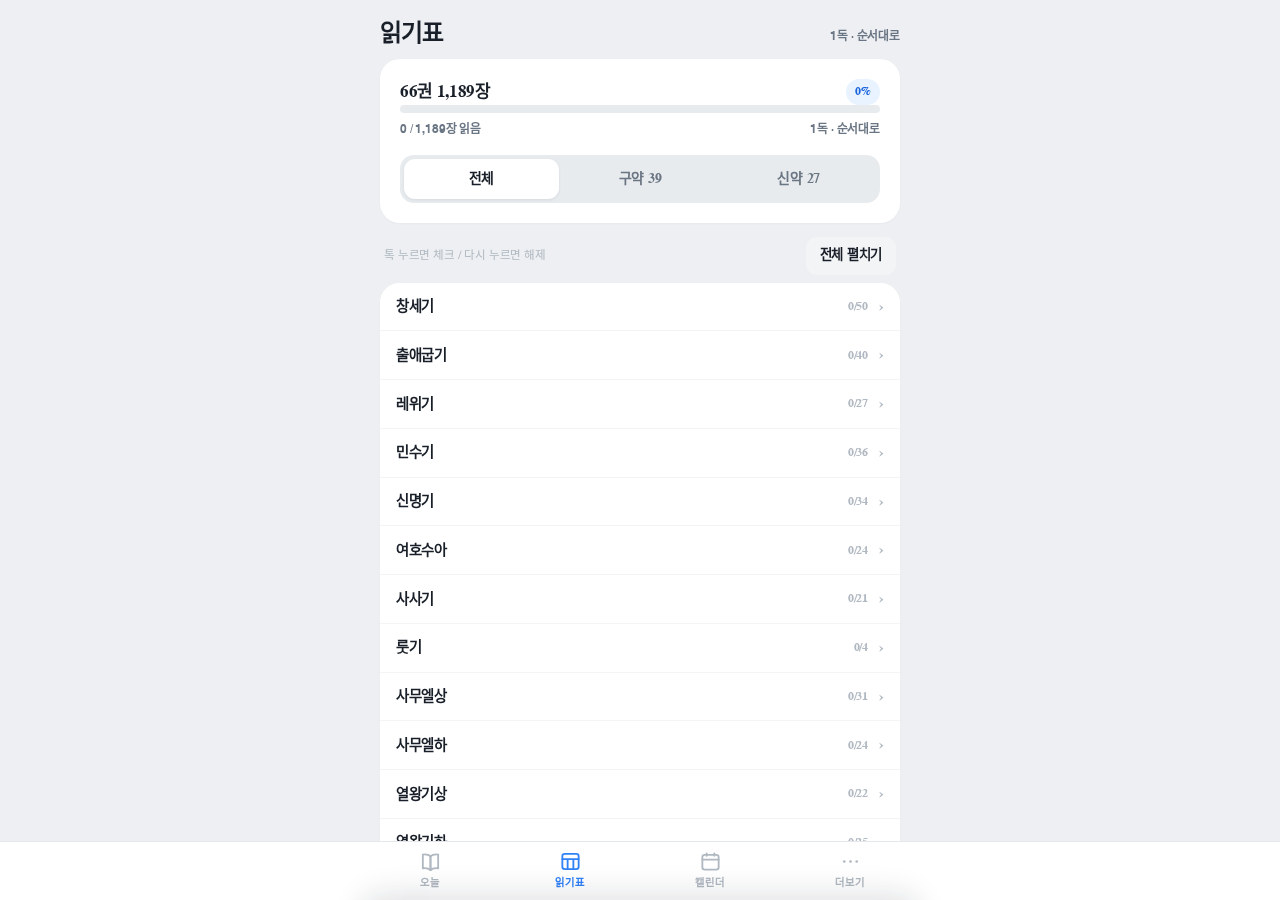 읽기표
1독 · 순서대로
66권 1,189장
0%
0 / 1,189장 읽음
1독 · 순서대로
전체
구약 39
신약 27
톡 누르면 체크 / 다시 누르면 해제
전체 펼치기
창세기 0/50 ›
출애굽기 0/40 ›
레위기 0/27 ›
민수기 0/36 ›
신명기 0/34 ›
여호수아 0/24 ›
사사기 0/21 ›
룻기 0/4 ›
사무엘상 0/31 ›
사무엘하 0/24 ›
열왕기상 0/22 ›
오늘
읽기표
캘린더
더보기